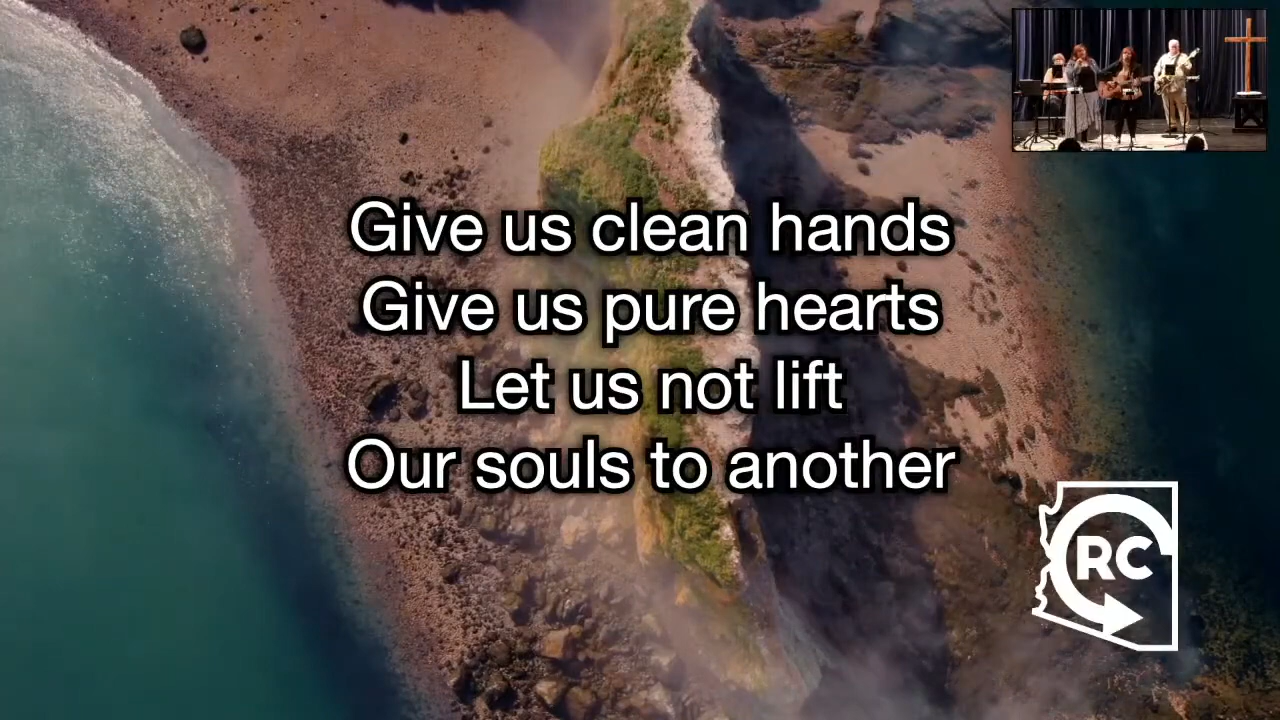 Give us clean hands
Give us pure hearts
Let us not lift
Our souls to another
RC